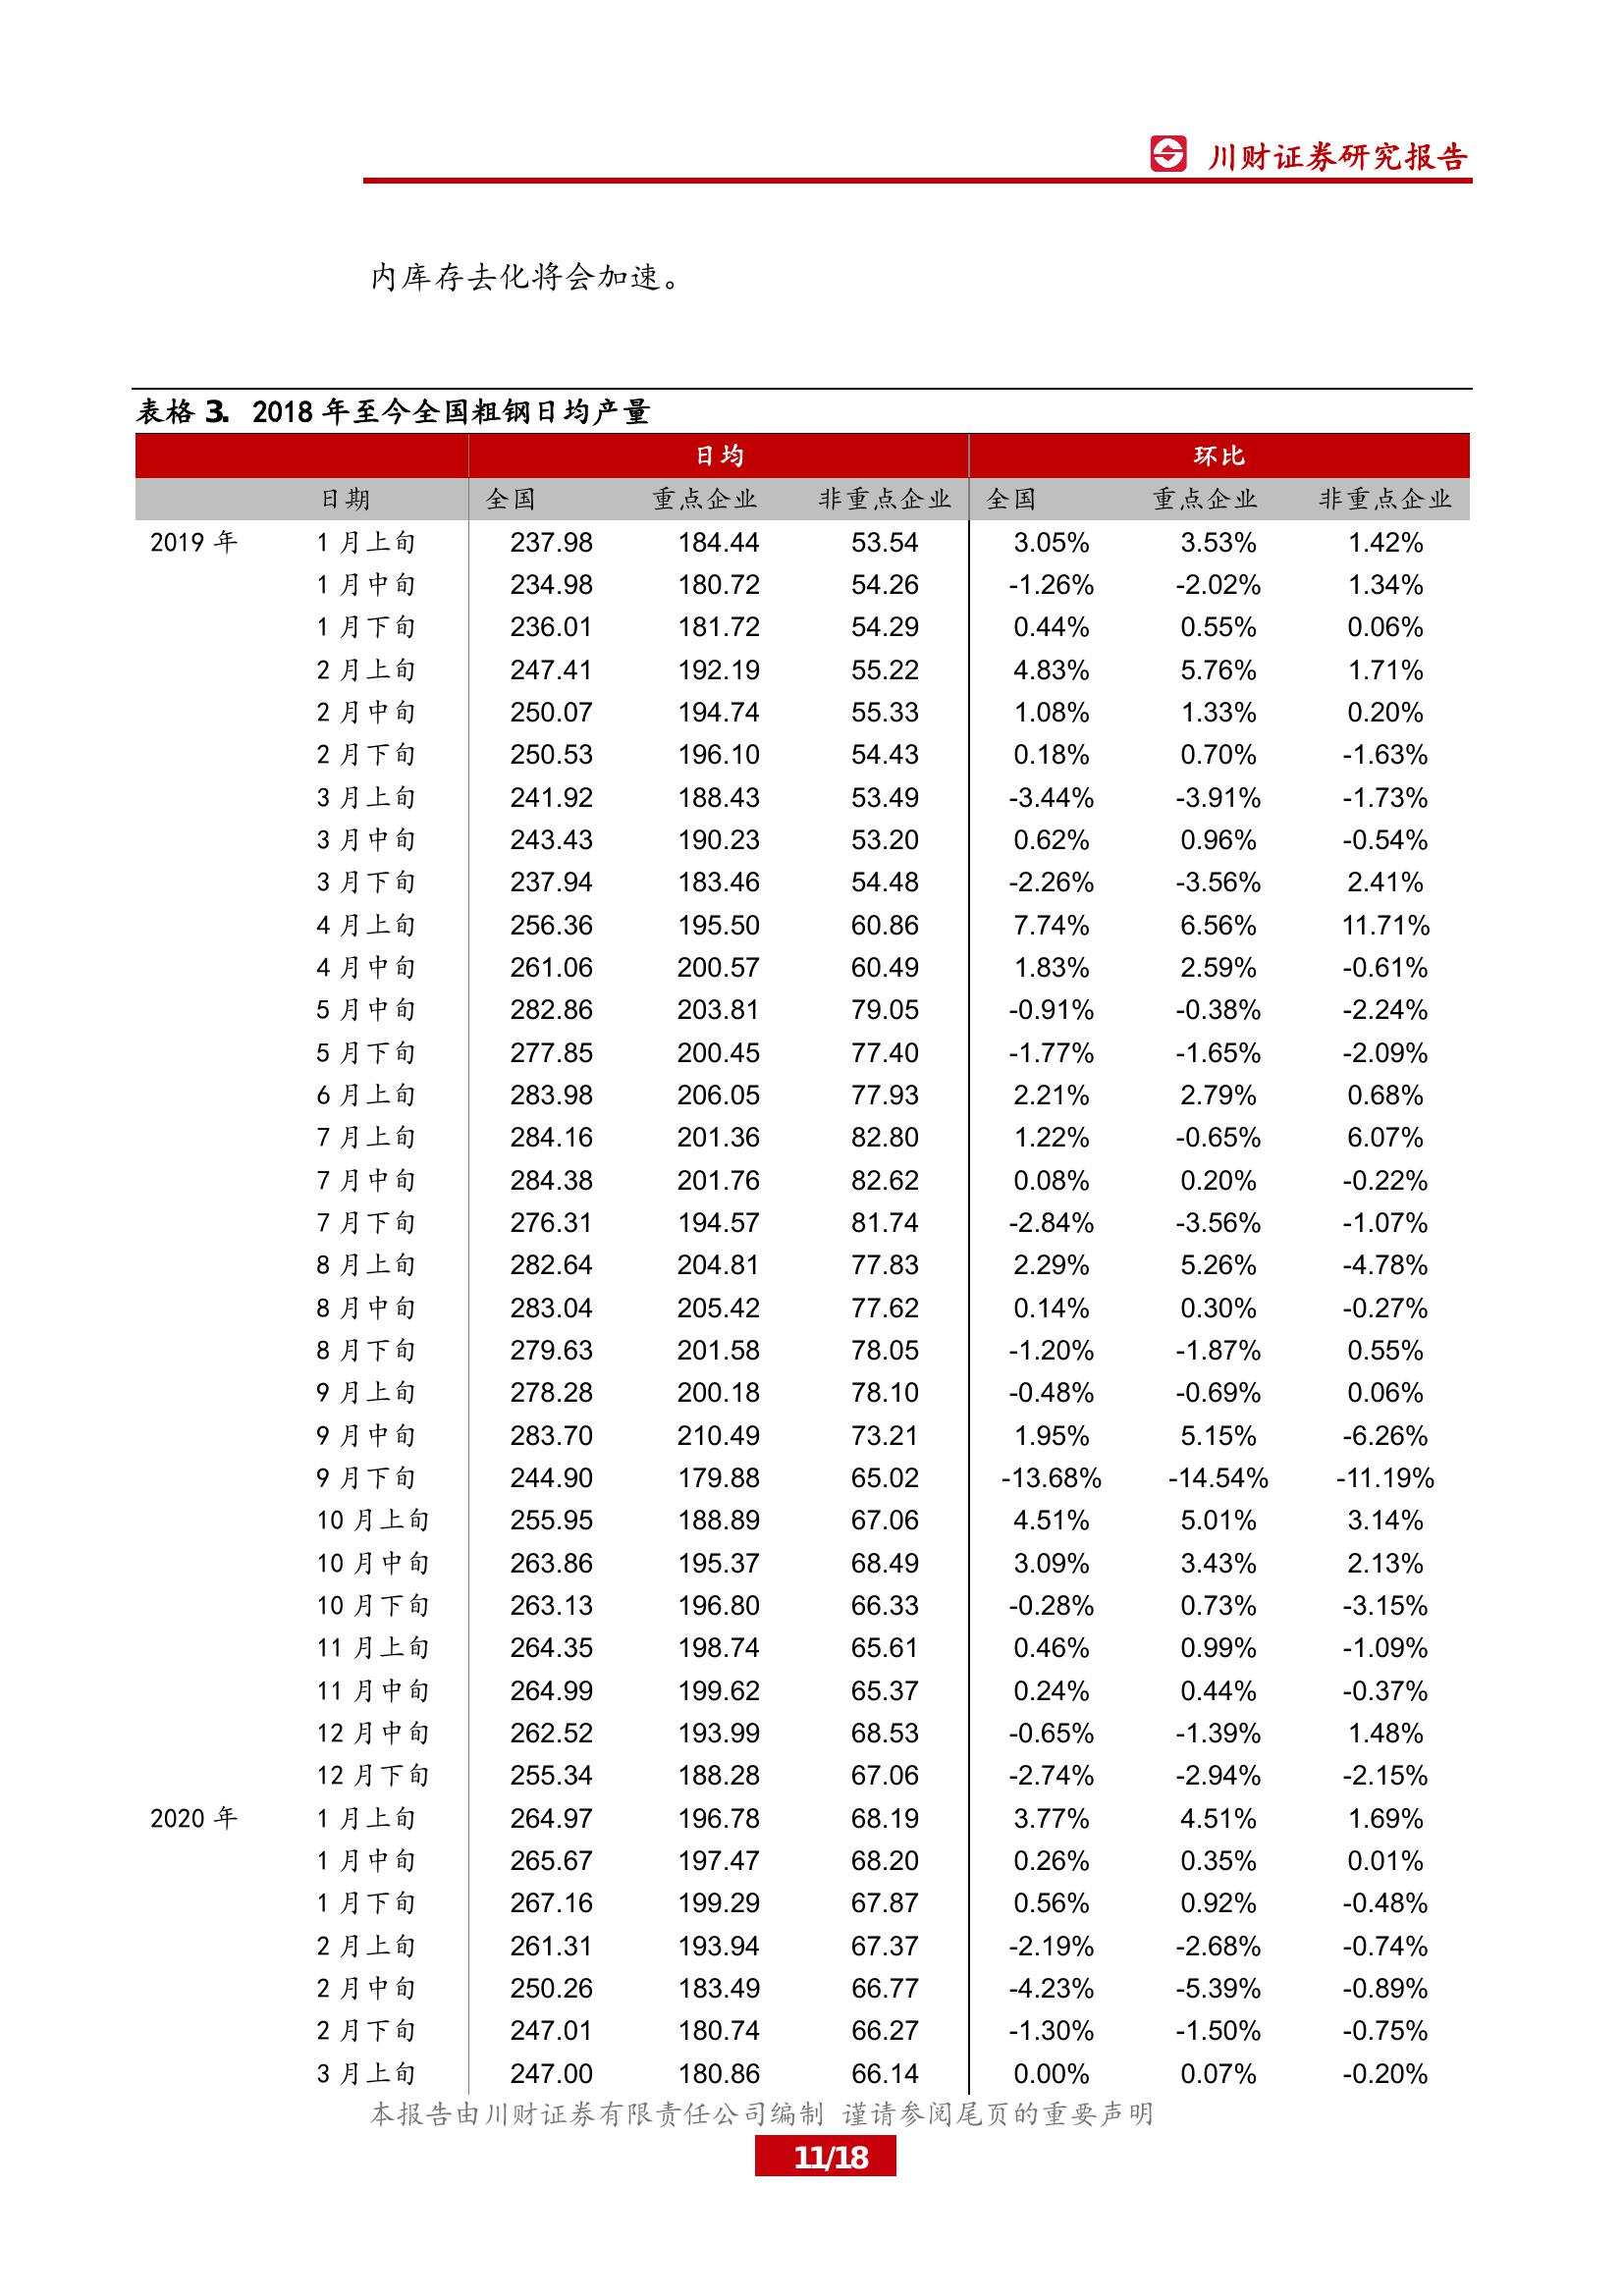 川财证券研究报告
内库存去化将会加速。
表格 3. 2018 年至今全国粗钢日均产量
日均 环比
日期 全国 重点企业 非重点企业 全国 重点企业 非重点企业
2019 年 1 月上旬 237.98 184.44 53.54 3.05% 3.53% 1.42%
1 月中旬 234.98 180.72 54.26 -1.26% -2.02% 1.34%
1 月下旬 236.01 181.72 54.29 0.44% 0.55% 0.06%
2 月上旬 247.41 192.19 55.22 4.83% 5.76% 1.71%
2 月中旬 250.07 194.74 55.33 1.08% 1.33% 0.20%
2 月下旬 250.53 196.10 54.43 0.18% 0.70% -1.63%
3 月上旬 241.92 188.43 53.49 -3.44% -3.91% -1.73%
3 月中旬 243.43 190.23 53.20 0.62% 0.96% -0.54%
3 月下旬 237.94 183.46 54.48 -2.26% -3.56% 2.41%
4 月上旬 256.36 195.50 60.86 7.74% 6.56% 11.71%
4 月中旬 261.06 200.57 60.49 1.83% 2.59% -0.61%
5 月中旬 282.86 203.81 79.05 -0.91% -0.38% -2.24%
5 月下旬 277.85 200.45 77.40 -1.77% -1.65% -2.09%
6 月上旬 283.98 206.05 77.93 2.21% 2.79% 0.68%
7 月上旬 284.16 201.36 82.80 1.22% -0.65% 6.07%
7 月中旬 284.38 201.76 82.62 0.08% 0.20% -0.22%
7 月下旬 276.31 194.57 81.74 -2.84% -3.56% -1.07%
8 月上旬 282.64 204.81 77.83 2.29% 5.26% -4.78%
8 月中旬 283.04 205.42 77.62 0.14% 0.30% -0.27%
8 月下旬 279.63 201.58 78.05 -1.20% -1.87% 0.55%
9 月上旬 278.28 200.18 78.10 -0.48% -0.69% 0.06%
9 月中旬 283.70 210.49 73.21 1.95% 5.15% -6.26%
9 月下旬 244.90 179.88 65.02 -13.68% -14.54% -11.19%
10 月上旬 255.95 188.89 67.06 4.51% 5.01% 3.14%
10 月中旬 263.86 195.37 68.49 3.09% 3.43% 2.13%
10 月下旬 263.13 196.80 66.33 -0.28% 0.73% -3.15%
11 月上旬 264.35 198.74 65.61 0.46% 0.99% -1.09%
11 月中旬 264.99 199.62 65.37 0.24% 0.44% -0.37%
12 月中旬 262.52 193.99 68.53 -0.65% -1.39% 1.48%
12 月下旬 255.34 188.28 67.06 -2.74% -2.94% -2.15%
2020 年 1 月上旬 264.97 196.78 68.19 3.77% 4.51% 1.69%
1 月中旬 265.67 197.47 68.20 0.26% 0.35% 0.01%
1 月下旬 267.16 199.29 67.87 0.56% 0.92% -0.48%
2 月上旬 261.31 193.94 67.37 -2.19% -2.68% -0.74%
2 月中旬 250.26 183.49 66.77 -4.23% -5.39% -0.89%
2 月下旬 247.01 180.74 66.27 -1.30% -1.50% -0.75%
3 月上旬 247.00 180.86 66.14 0.00% 0.07% -0.20%
本报告由川财证券有限责任公司编制 谨请参阅尾页的重要声明
11/18